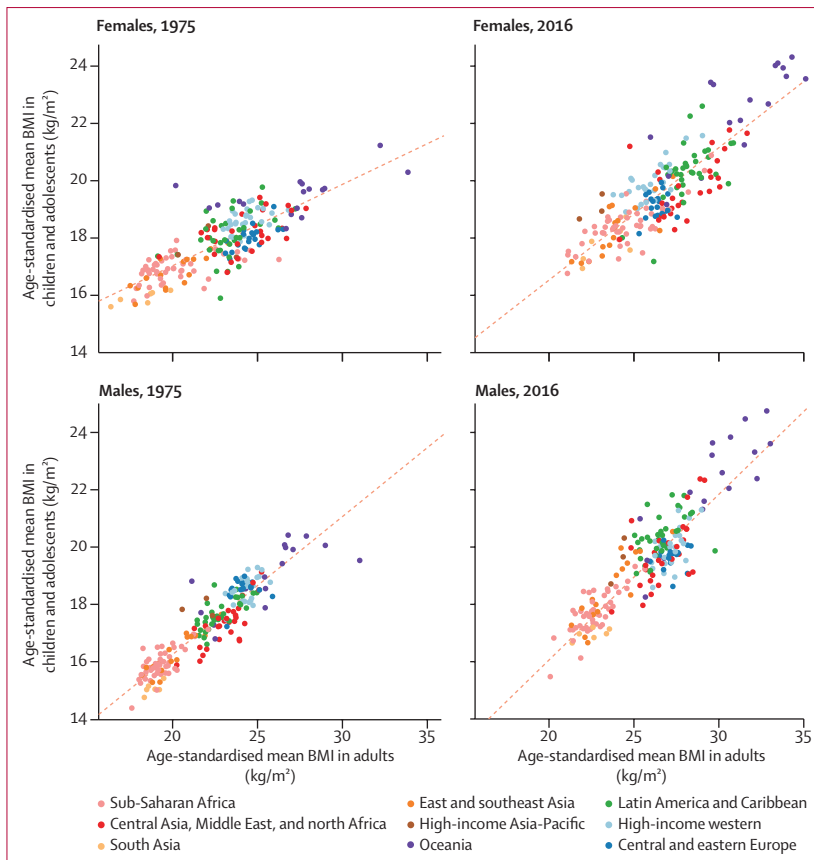 Females, 1975
Females, 2016
Age-standardised mean BMI in
children and adolescents (kg/m²)
24
22
20
18
16
14
Males, 1975
Males, 2016
Age-standardised mean BMI in
children and adolescents (kg/m²)
24
22
20
18
16
14
20 25 30 35
20 25 30 35
Age-standardised mean BMI in adults
(kg/m²)
Age-standardised mean BMI in adults
(kg/m²)
Sub-Saharan Africa
Central Asia, Middle East, and north Africa
South Asia
East and southeast Asia
High-income Asia-Pacific
Oceania
Latin America and Caribbean
High-income western
Central and eastern Europe